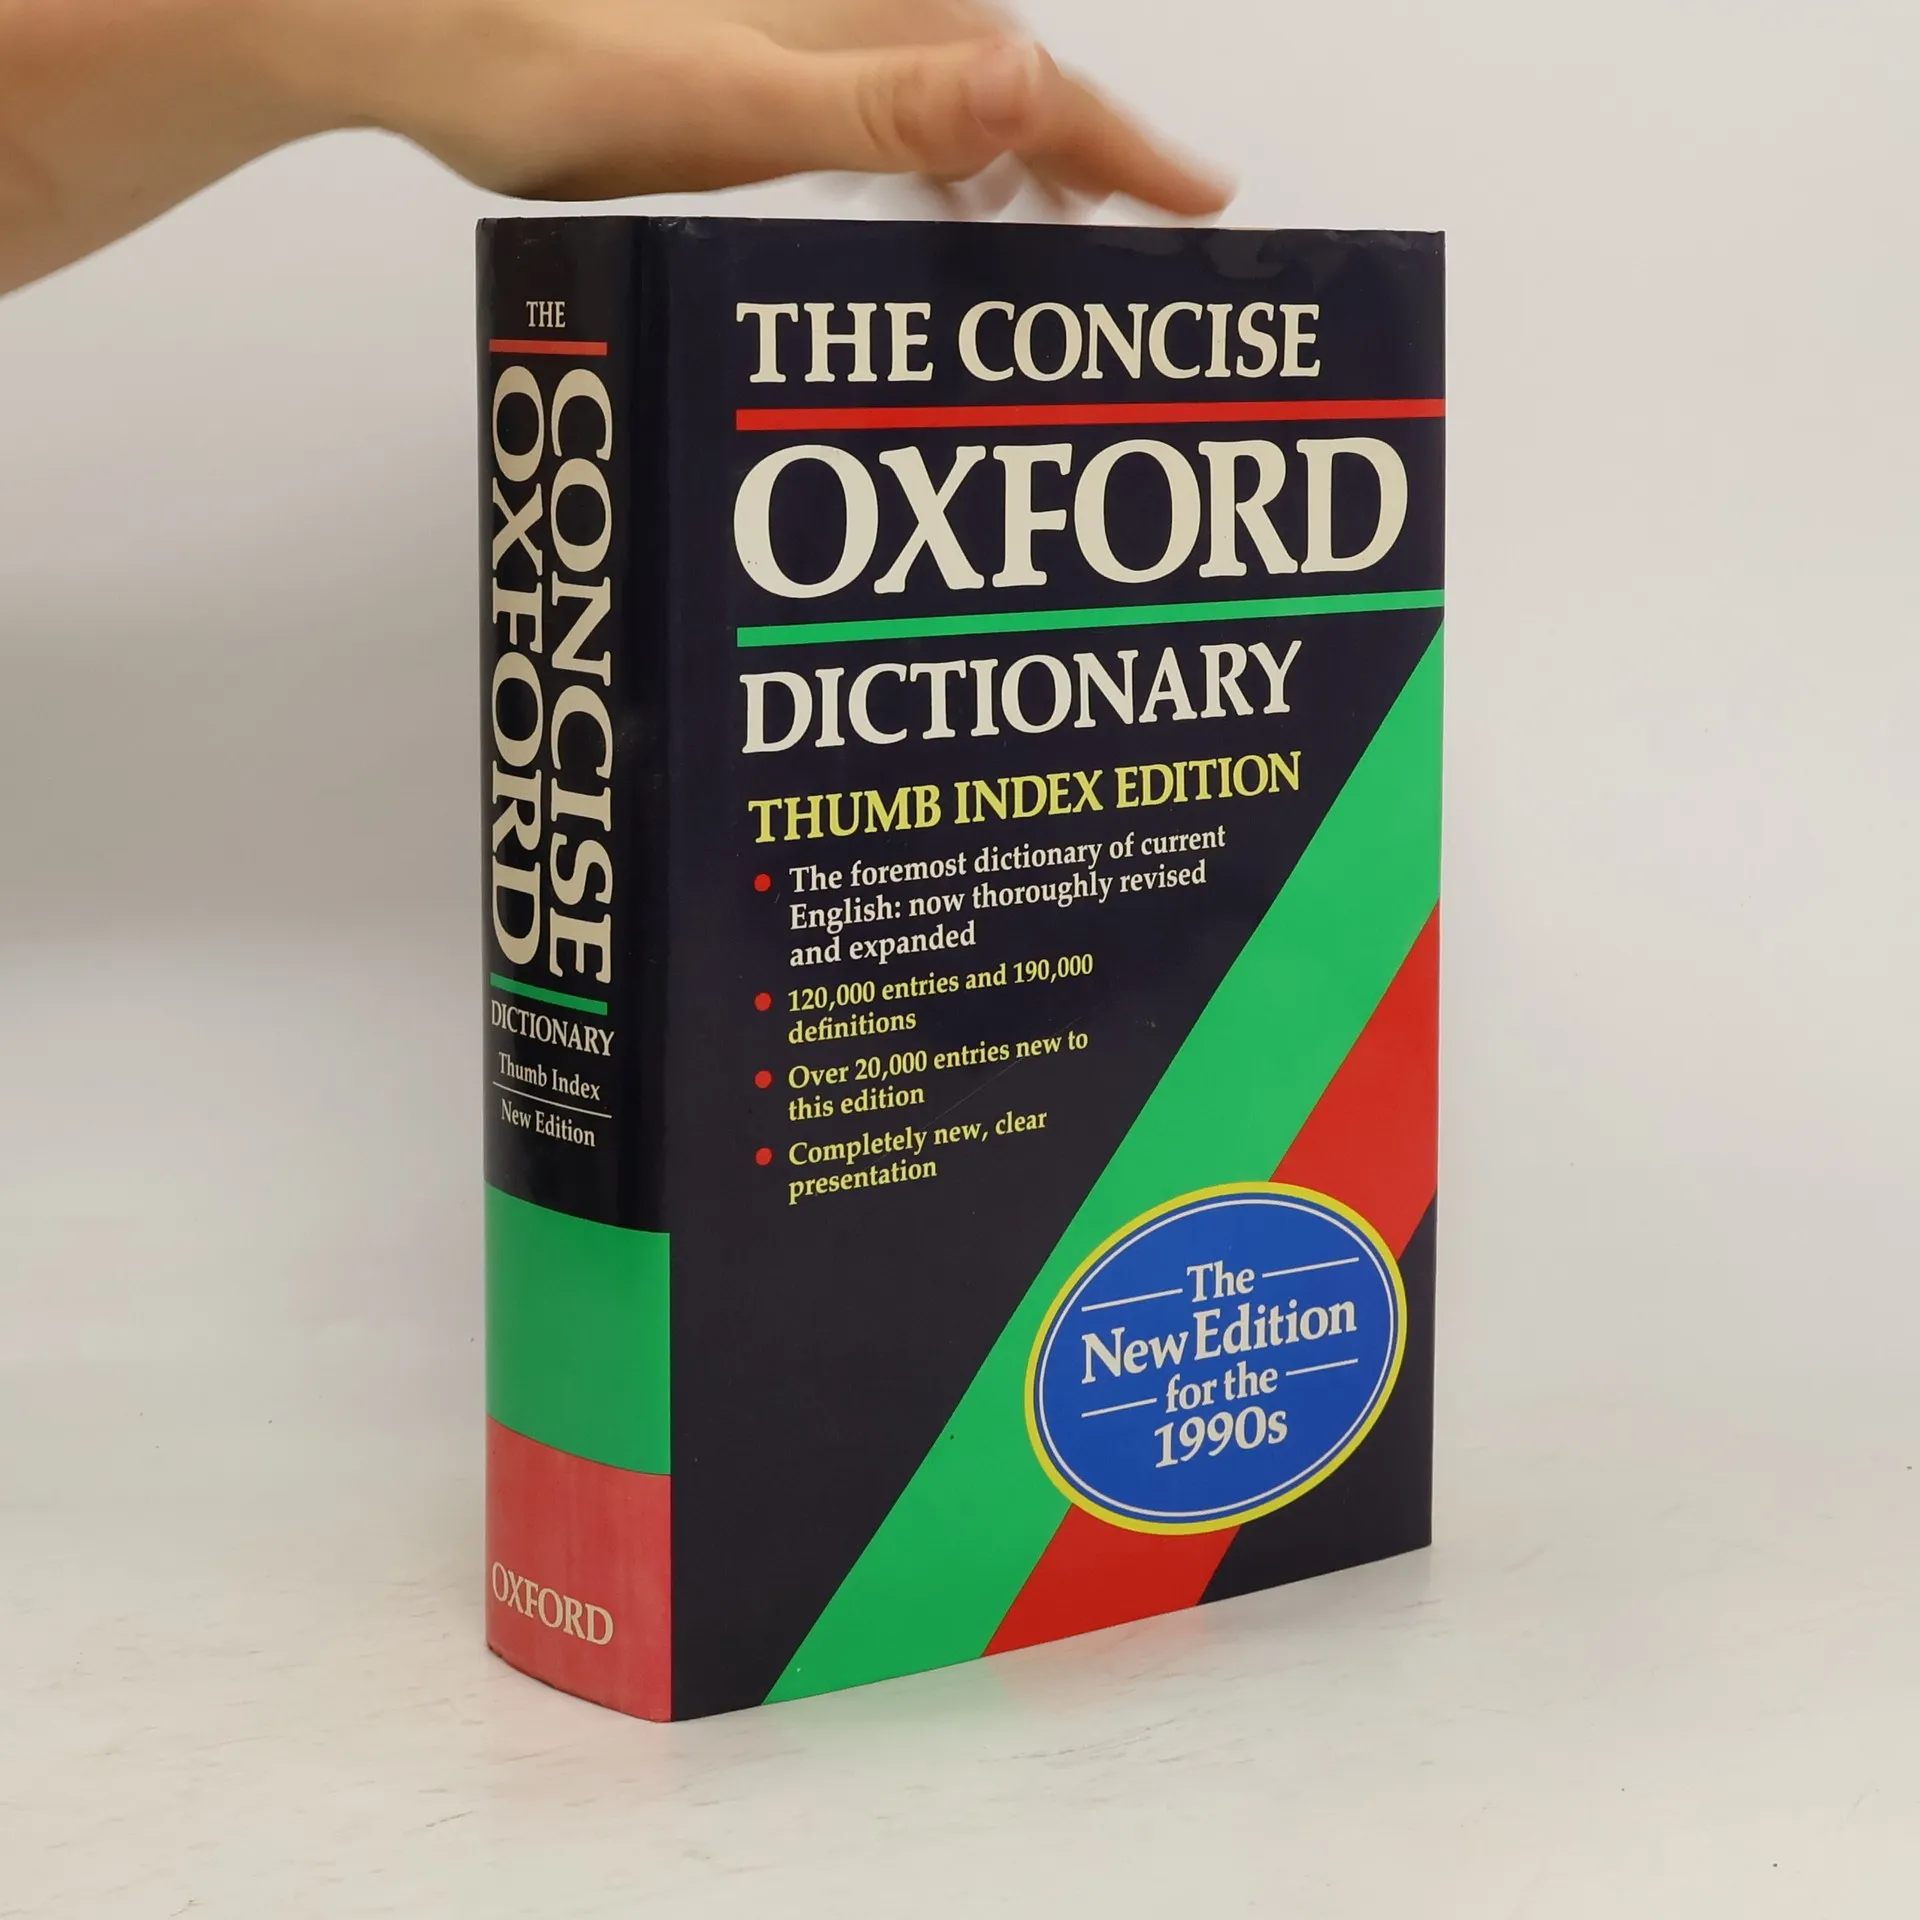 THE
CONCISE
OXFORD
DICTIONARY
Thumb Index
New Edition
OXFORD
THE CONCISE
OXFORD
DICTIONARY
THUMB INDEX EDITION
The foremost dictionary of current
English: now thoroughly revised
and expanded
120,000 entries and 190,000
definitions
Over 20,000 entries new to
this edition
Completely new, clear
presentation
The
New Edition
for the
1990s